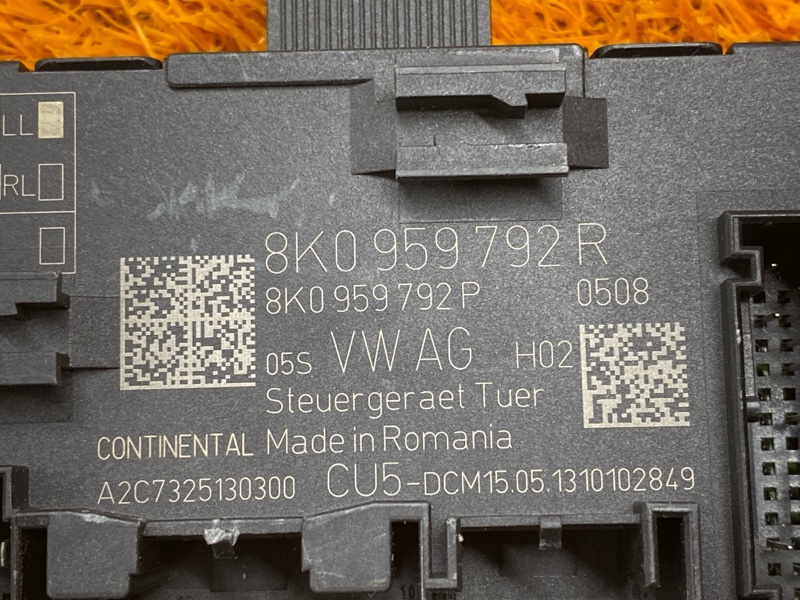 LL
RL
8K0 959 792 R
8K0 959 792 P 0508
05S VW AG H02
Steuergeraet Tuer
CONTINENTAL Made in Romania
A2C7325130300 CU5-DCM15.05.1310102849